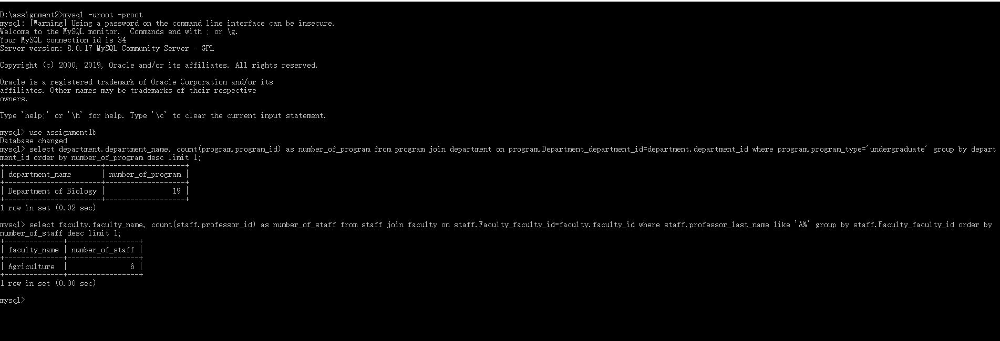 D:\assignment2>mysql -uroot -proot
mysql: [Warning] Using a password on the command line interface can be insecure.
Welcome to the MySQL monitor.  Commands end with ; or \g.
Your MySQL connection id is 34
Server version: 8.0.17 MySQL Community Server - GPL
Copyright (c) 2000, 2019, Oracle and/or its affiliates. All rights reserved.
Oracle is a registered trademark of Oracle Corporation and/or its
affiliates. Other names may be trademarks of their respective
owners.
Type 'help;' or '\h' for help. Type '\c' to clear the current input statement.
mysql> use assignment1b
Database changed
mysql> select department.department_name, count(program.program_id) as number_of_program from program join department on program.Department_department_id=department.department_id where program.program_type='undergraduate' group by depart
ment_id order by number_of_program desc limit 1;
+-----------------------+-------------------+
| department_name       | number_of_program |
+-----------------------+-------------------+
| Department of Biology |                19 |
+-----------------------+-------------------+
1 row in set (0.02 sec)
mysql> select faculty.faculty_name, count(staff.professor_id) as number_of_staff from staff join faculty on staff.Faculty_faculty_id=faculty.faculty_id where staff.professor_last_name like 'A%' group by staff.Faculty_faculty_id order by
number_of_staff desc limit 1;
+--------------+-----------------+
| faculty_name | number_of_staff |
+--------------+-----------------+
| Agriculture  |               6 |
+--------------+-----------------+
1 row in set (0.00 sec)
mysql>